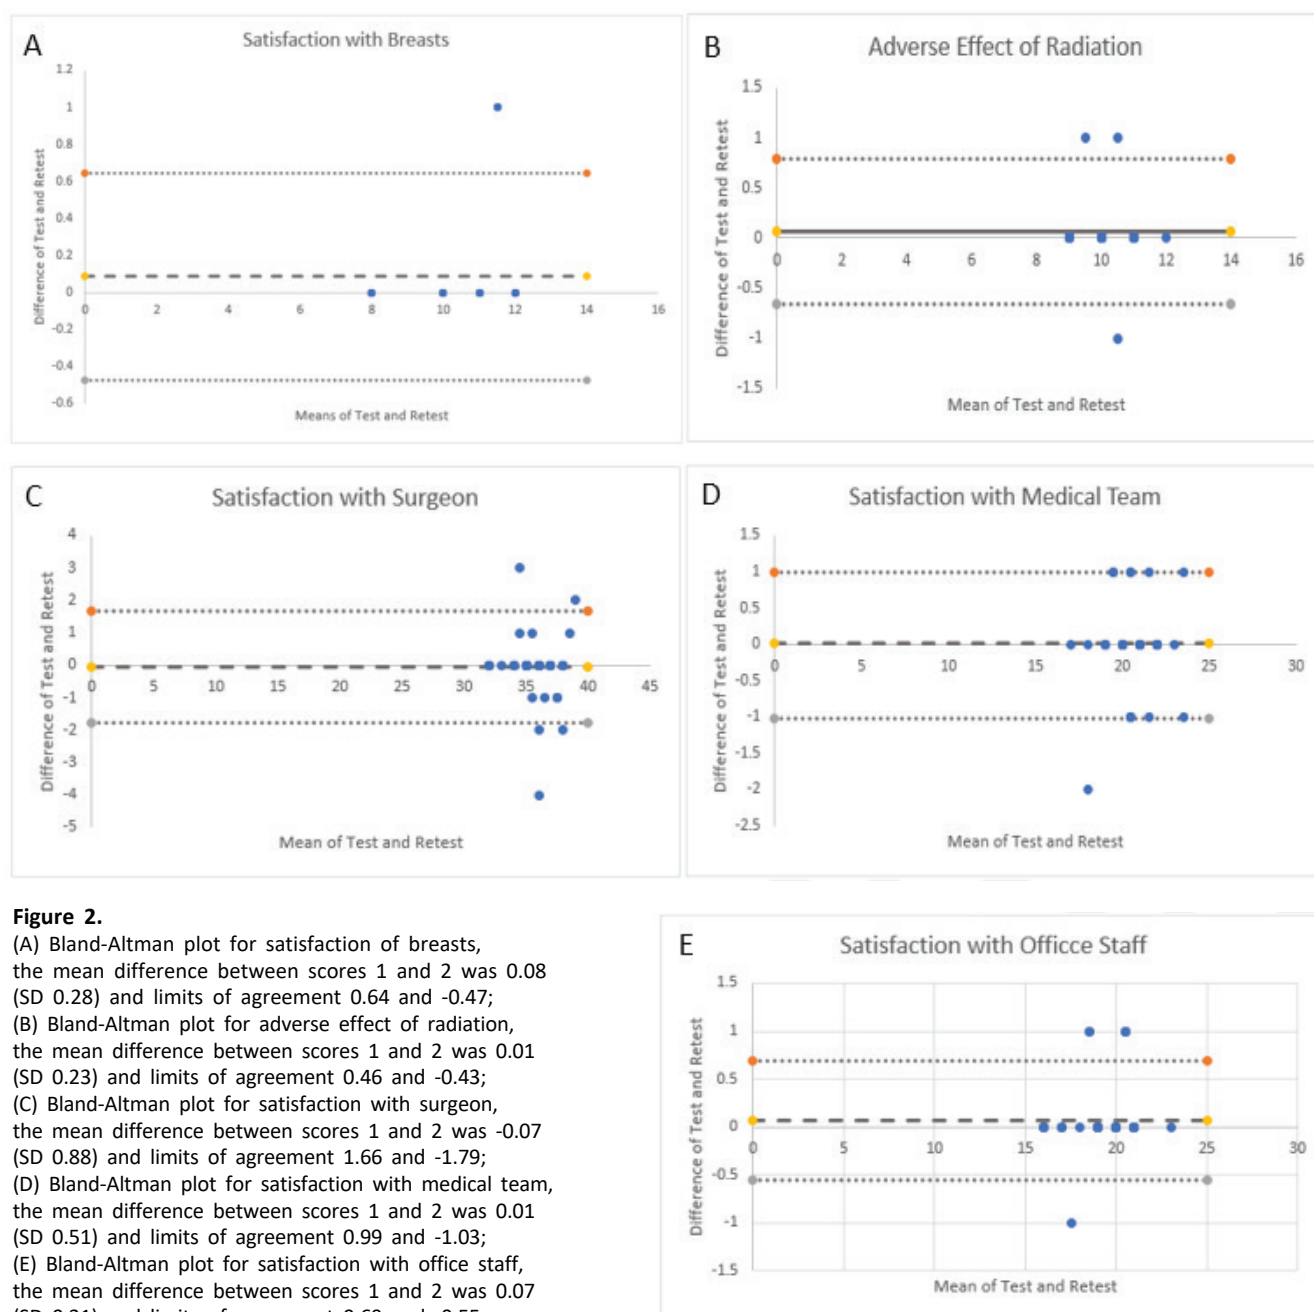 A
Satisfaction with Breasts
1.2
1
0.8
0.6
0.4
0.2
0
-0.2
-0.4
-0.6
0 2 4 6 8 10 12 14 16
Difference of Test and Retest
Means of Test and Retest
B
Adverse Effect of Radiation
1.5
1
0.5
0
-0.5
-1
-1.5
0 2 4 6 8 10 12 14 16
Difference of Test and Retest
Mean of Test and Retest
C
Satisfaction with Surgeon
4
3
2
1
0
-1
-2
-3
-4
-5
0 5 10 15 20 25 30 35 40 45
Difference of Test and Retest
Mean of Test and Retest
D
Satisfaction with Medical Team
1.5
1
0.5
0
-0.5
-1
-1.5
-2
-2.5
0 5 10 15 20 25 30
Difference of Test and Retest
Mean of Test and Retest
Figure 2.
(A) Bland-Altman plot for satisfaction of breasts,
the mean difference between scores 1 and 2 was 0.08
(SD 0.28) and limits of agreement 0.64 and -0.47;
(B) Bland-Altman plot for adverse effect of radiation,
the mean difference between scores 1 and 2 was 0.01
(SD 0.23) and limits of agreement 0.46 and -0.43;
(C) Bland-Altman plot for satisfaction with surgeon,
the mean difference between scores 1 and 2 was -0.07
(SD 0.88) and limits of agreement 1.66 and -1.79;
(D) Bland-Altman plot for satisfaction with medical team,
the mean difference between scores 1 and 2 was 0.01
(SD 0.51) and limits of agreement 0.99 and -1.03;
(E) Bland-Altman plot for satisfaction with office staff,
the mean difference between scores 1 and 2 was 0.07
E
Satisfaction with Officce Staff
1.5
1
0.5
0
-0.5
-1
-1.5
0 5 10 15 20 25 30
Difference of Test and Retest
Mean of Test and Retest